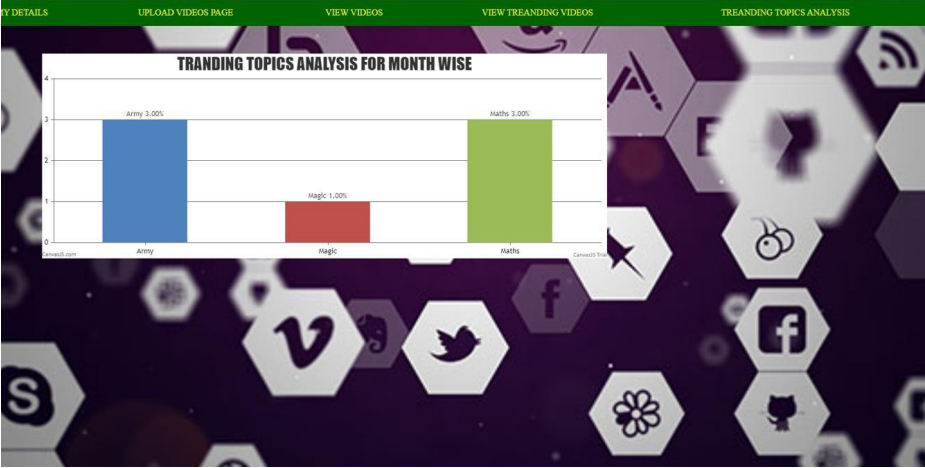 MY DETAILS UPLOAD VIDEOS PAGE VIEW VIDEOS VIEW TREANDING VIDEOS TREANDING TOPICS ANALYSIS
TRANDING TOPICS ANALYSIS FOR MONTH WISE
4
Army 3.00% Maths 3.00%
3
2
Magic 1.00%
1
0
Army Magic Maths
CanvasJS.com CanvasJS Trial